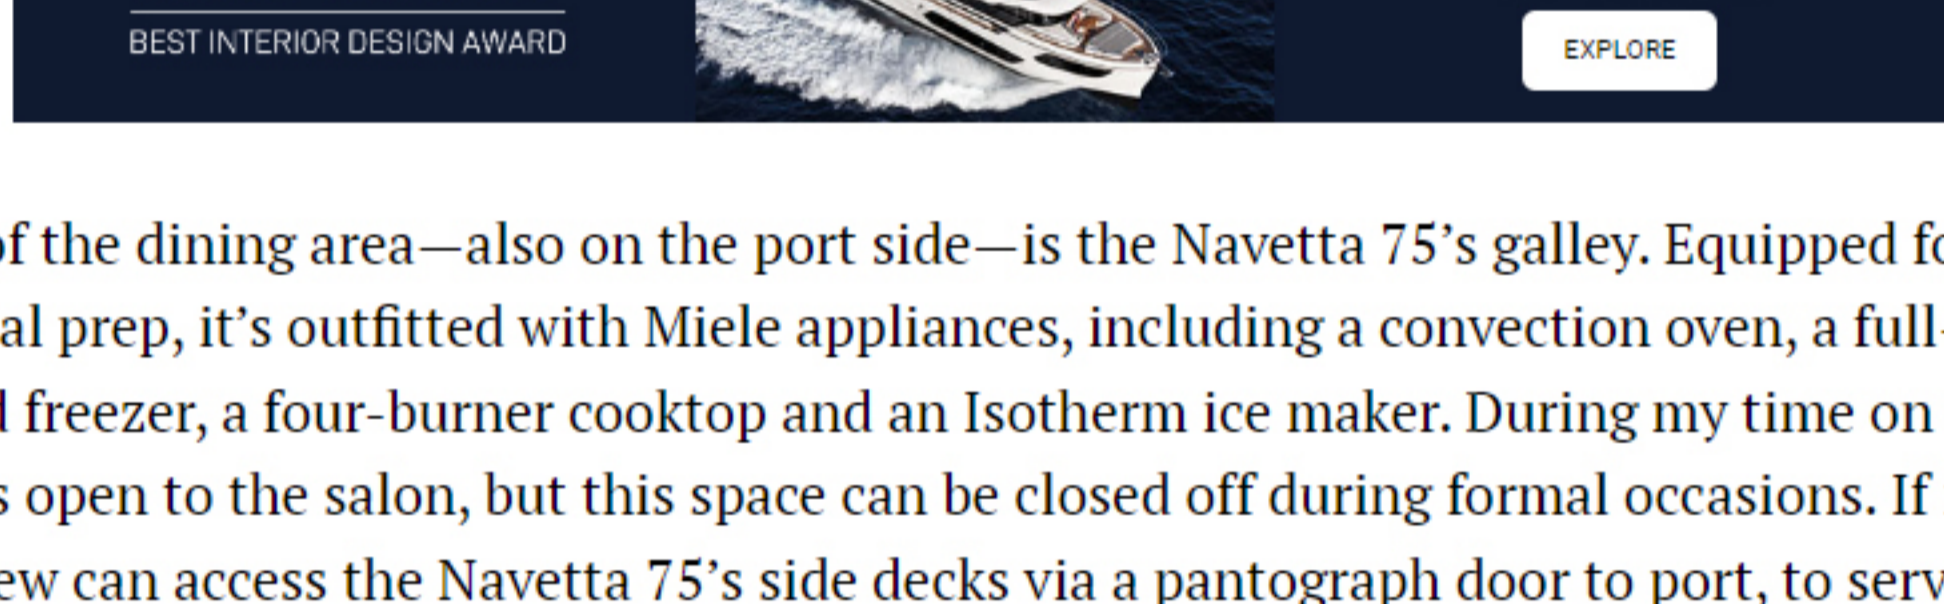 BEST INTERIOR DESIGN AWARD
EXPLORE
of the dining area—also on the port side—is the Navetta 75’s galley. Equipped fo
al prep, it’s outfitted with Miele appliances, including a convection oven, a full-
d freezer, a four-burner cooktop and an Isotherm ice maker. During my time on
s open to the salon, but this space can be closed off during formal occasions. If
ew can access the Navetta 75’s side decks via a pantograph door to port, to serv